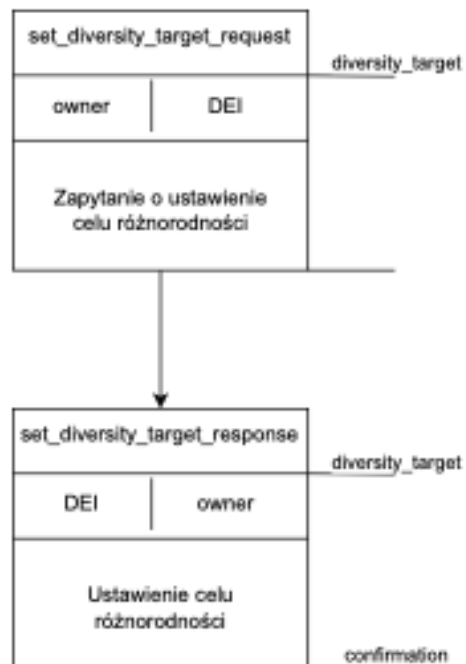 set_diversity_target_request
diversity_target
owner
DEI
Zapytanie o ustawienie
celu różnorodności
set_diversity_target_response
diversity_target
DEI
owner
Ustawienie celu
różnorodności
confirmation